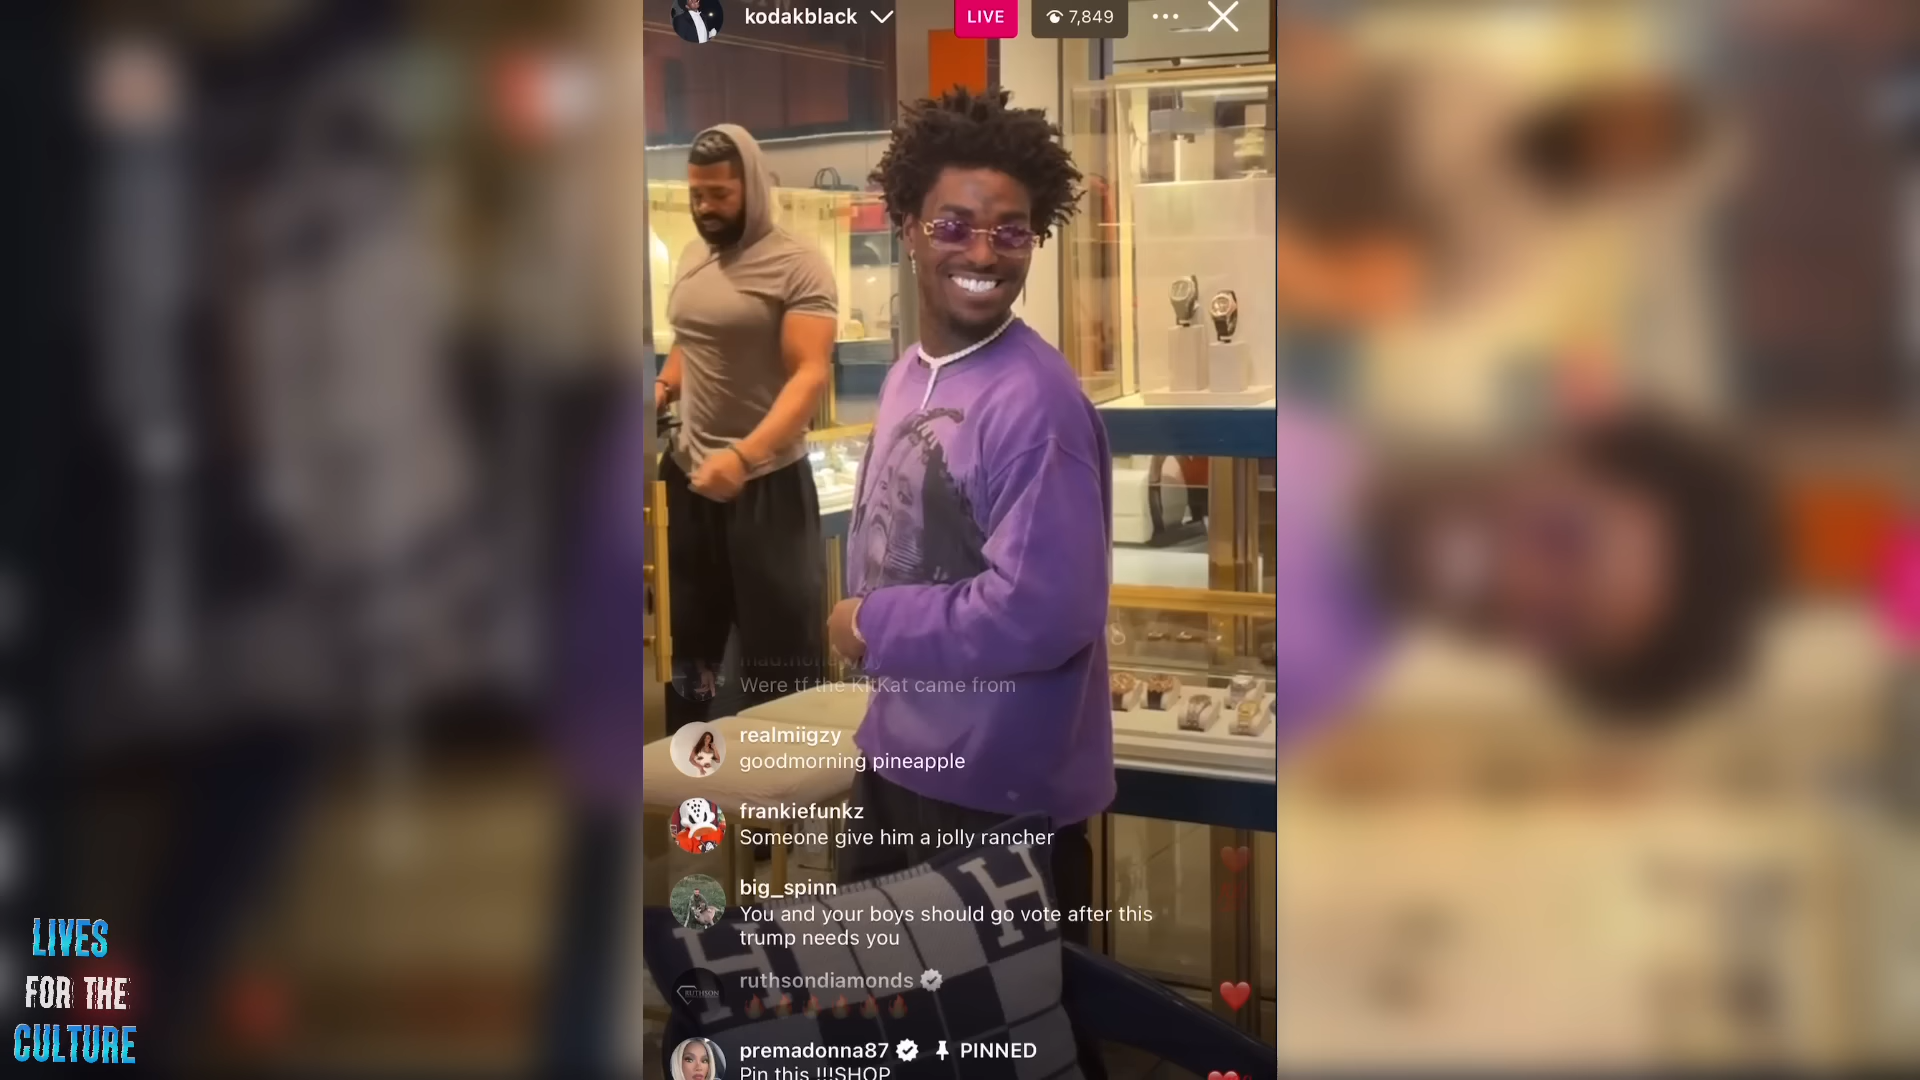 kodakblack
LIVE
7,849
Were tf the KitKat came from
realmiigzy
goodmorning pineapple
frankiefunkz
Someone give him a jolly rancher
big_spinn
You and your boys should go vote after this
trump needs you
ruthsondiamonds
RUTHSON
premadonna87 PINNED
Pin this !!!SHOP
LIVES
FOR THE
CULTURE